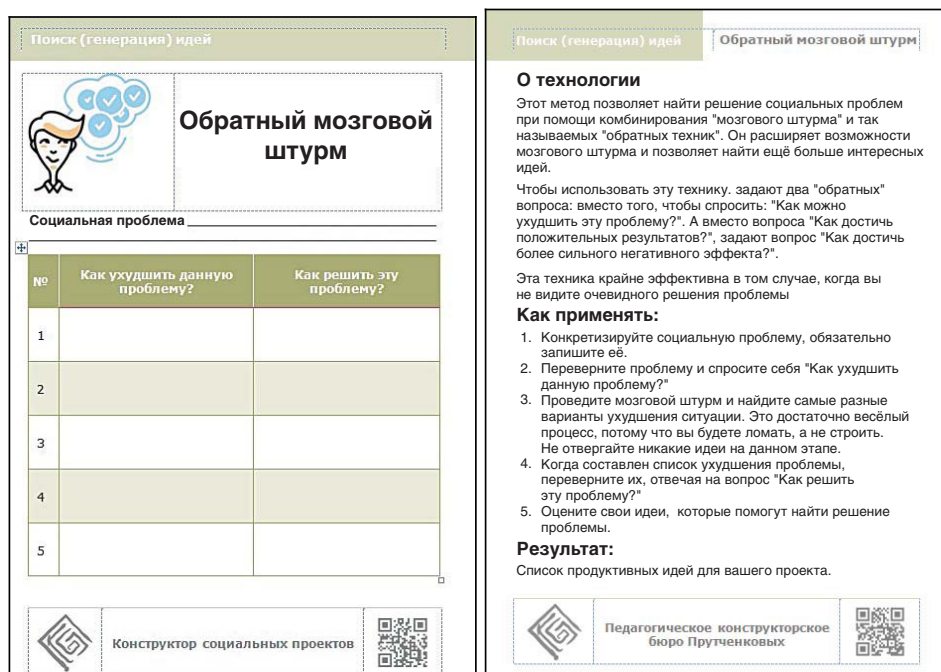 Поиск (генерация) идей
Обратный мозговой
штурм
Социальная проблема
№
Как ухудшить данную
проблему?
Как решить эту
проблему?
1
2
3
4
5
Конструктор социальных проектов
Поиск (генерация) идей
Обратный мозговой штурм
О технологии
Этот метод позволяет найти решение социальных проблем
при помощи комбинирования "мозгового штурма" и так
называемых "обратных техник". Он расширяет возможности
мозгового штурма и позволяет найти ещё больше интересных
идей.
Чтобы использовать эту технику. задают два "обратных"
вопроса: вместо того, чтобы спросить: "Как можно
ухудшить эту проблему?". А вместо вопроса "Как достичь
положительных результатов?", задают вопрос "Как достичь
более сильного негативного эффекта?".
Эта техника крайне эффективна в том случае, когда вы
не видите очевидного решения проблемы
Как применять:
1. Конкретизируйте социальную проблему, обязательно
запишите её.
2. Переверните проблему и спросите себя "Как ухудшить
данную проблему?"
3. Проведите мозговой штурм и найдите самые разные
варианты ухудшения ситуации. Это достаточно весёлый
процесс, потому что вы будете ломать, а не строить.
Не отвергайте никакие идеи на данном этапе.
4. Когда составлен список ухудшения проблемы,
переверните их, отвечая на вопрос "Как решить
эту проблему?"
5. Оцените свои идеи, которые помогут найти решение
проблемы.
Результат:
Список продуктивных идей для вашего проекта.
Педагогическое конструкторское
бюро Прутченковых